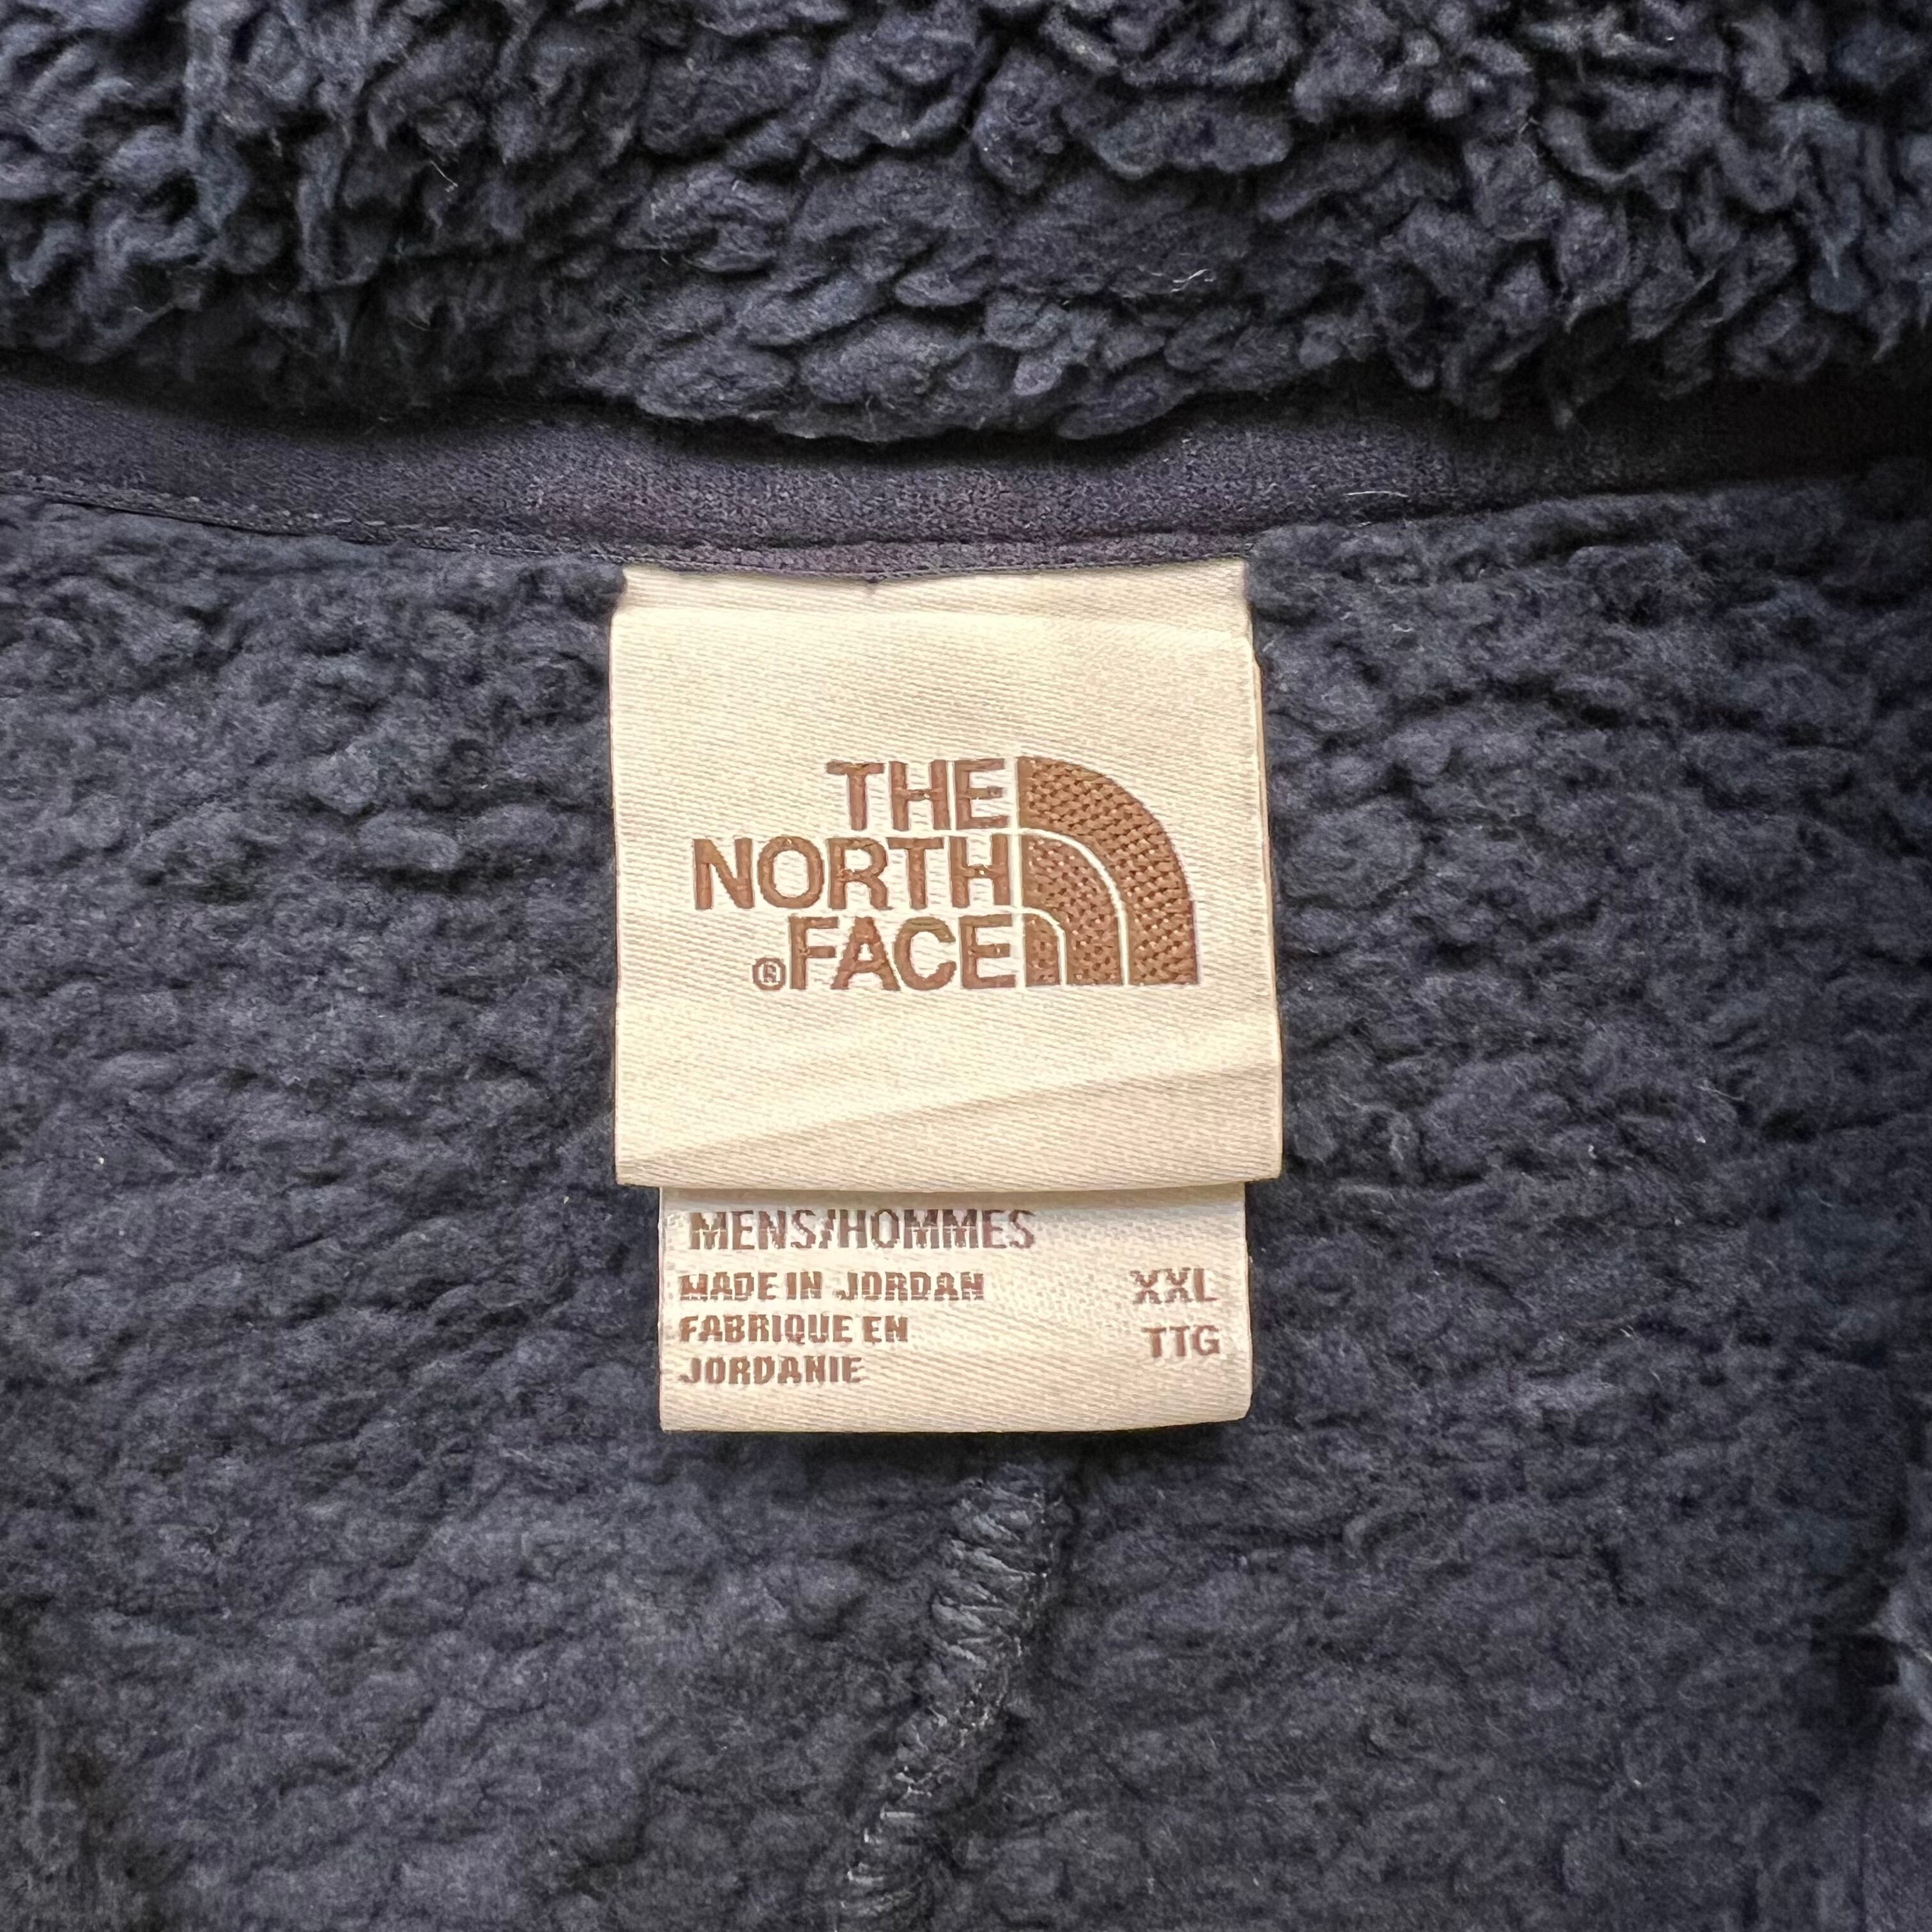 THE
NORTH
®FACE
MENS/HOMMES
MADE IN JORDAN XXL
FABRIQUE EN TTG
JORDANIE